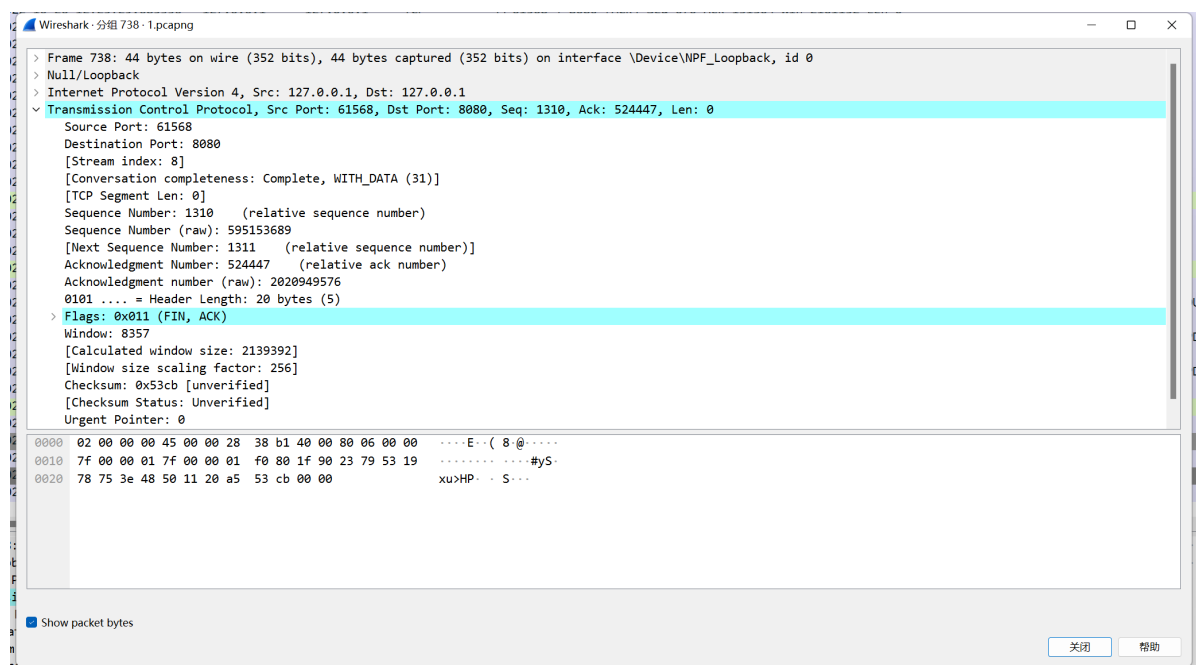 Wireshark · 分组 738 · 1.pcapng
> Frame 738: 44 bytes on wire (352 bits), 44 bytes captured (352 bits) on interface \Device\NPF_Loopback, id 0
> Null/Loopback
> Internet Protocol Version 4, Src: 127.0.0.1, Dst: 127.0.0.1
Transmission Control Protocol, Src Port: 61568, Dst Port: 8080, Seq: 1310, Ack: 524447, Len: 0
Source Port: 61568
Destination Port: 8080
[Stream index: 8]
[Conversation completeness: Complete, WITH_DATA (31)]
[TCP Segment Len: 0]
Sequence Number: 1310    (relative sequence number)
Sequence Number (raw): 595153689
[Next Sequence Number: 1311    (relative sequence number)]
Acknowledgment Number: 524447    (relative ack number)
Acknowledgment number (raw): 2020949576
0101 .... = Header Length: 20 bytes (5)
> Flags: 0x011 (FIN, ACK)
Window: 8357
[Calculated window size: 2139392]
[Window size scaling factor: 256]
Checksum: 0x53cb [unverified]
[Checksum Status: Unverified]
Urgent Pointer: 0
0000 02 00 00 00 45 00 00 28 38 b1 40 00 80 06 00 00 ····E··( 8·@·····
0010 7f 00 00 01 7f 00 00 01 f0 80 1f 90 23 79 53 19 ········ ····#yS·
0020 78 75 3e 48 50 11 20 a5 53 cb 00 00 xu>HP· · S···
Show packet bytes
关闭
帮助